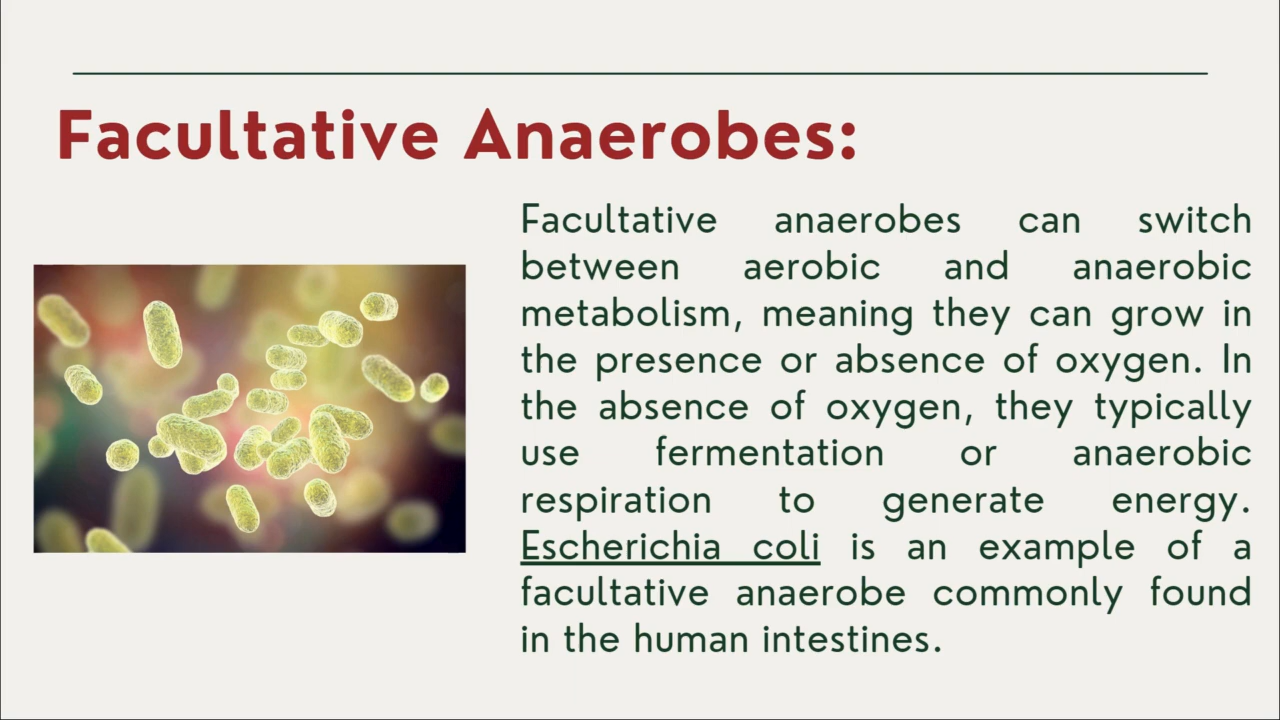 Facultative Anaerobes:
Facultative anaerobes can switch
between aerobic and anaerobic
metabolism, meaning they can grow in
the presence or absence of oxygen. In
the absence of oxygen, they typically
use fermentation or anaerobic
respiration to generate energy.
Escherichia coli is an example of a
facultative anaerobe commonly found
in the human intestines.